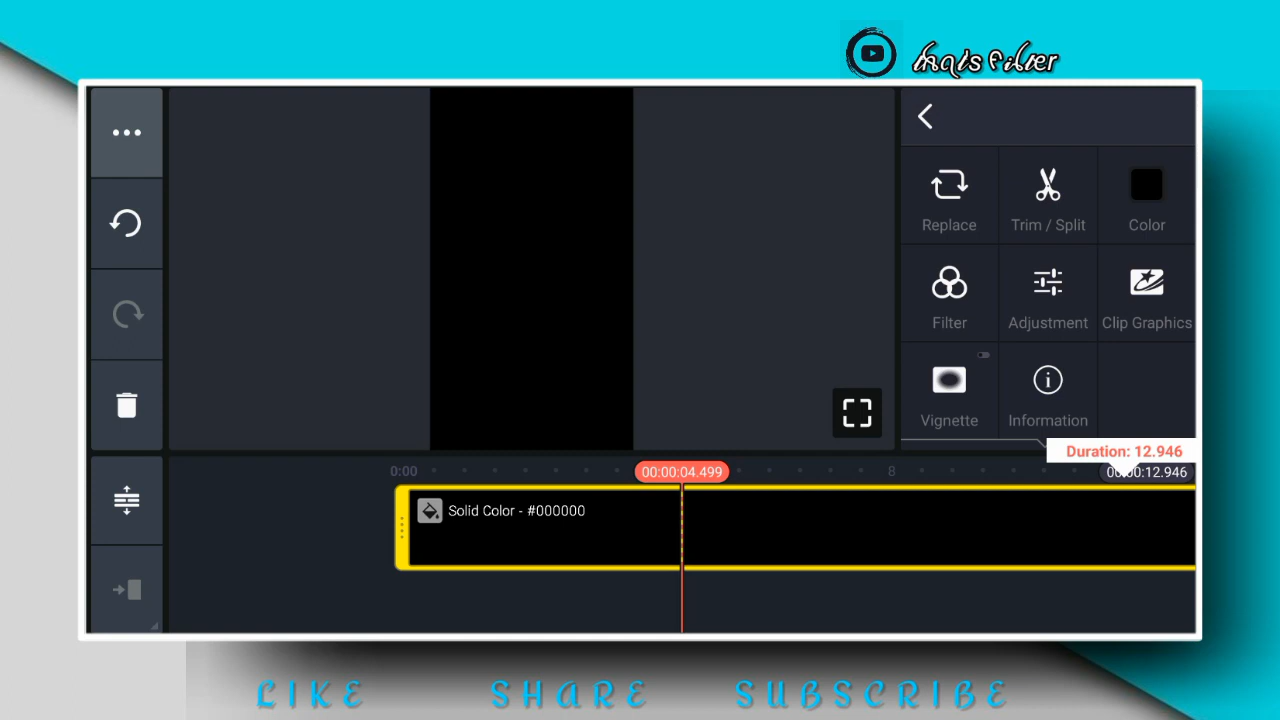 Replace
Trim / Split
Color
Filter
Adjustment
Clip Graphics
Vignette
Information
Duration: 12.946
0:00
00:00:04.499
8
00:00:12.946
Solid Color - #000000
LIKE SHARE SUBSCRIBE